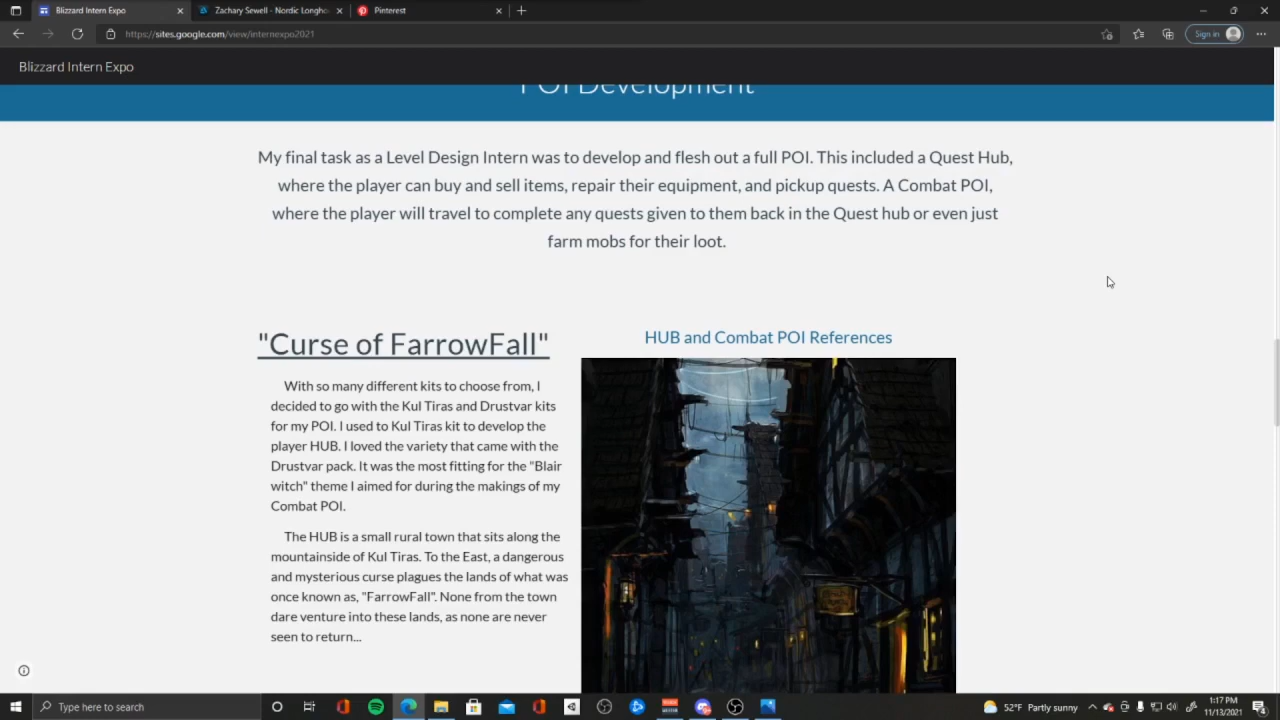 Blizzard Intern Expo
Zachary Sewell - Nordic Longho
Pinterest
https://sites.google.com/view/internexpo2021
Sign in
Blizzard Intern Expo
POI Development
My final task as a Level Design Intern was to develop and flesh out a full POI. This included a Quest Hub,
where the player can buy and sell items, repair their equipment, and pickup quests. A Combat POI,
where the player will travel to complete any quests given to them back in the Quest hub or even just
farm mobs for their loot.
"Curse of FarrowFall"
With so many different kits to choose from, I
decided to go with the Kul Tiras and Drustvar kits
for my POI. I used to Kul Tiras kit to develop the
player HUB. I loved the variety that came with the
Drustvar pack. It was the most fitting for the "Blair
witch" theme I aimed for during the makings of my
Combat POI.
The HUB is a small rural town that sits along the
mountainside of Kul Tiras. To the East, a dangerous
and mysterious curse plagues the lands of what was
once known as, "FarrowFall". None from the town
dare venture into these lands, as none are never
seen to return...
HUB and Combat POI References
Type here to search
52°F Partly sunny
1:17 PM
11/13/2021